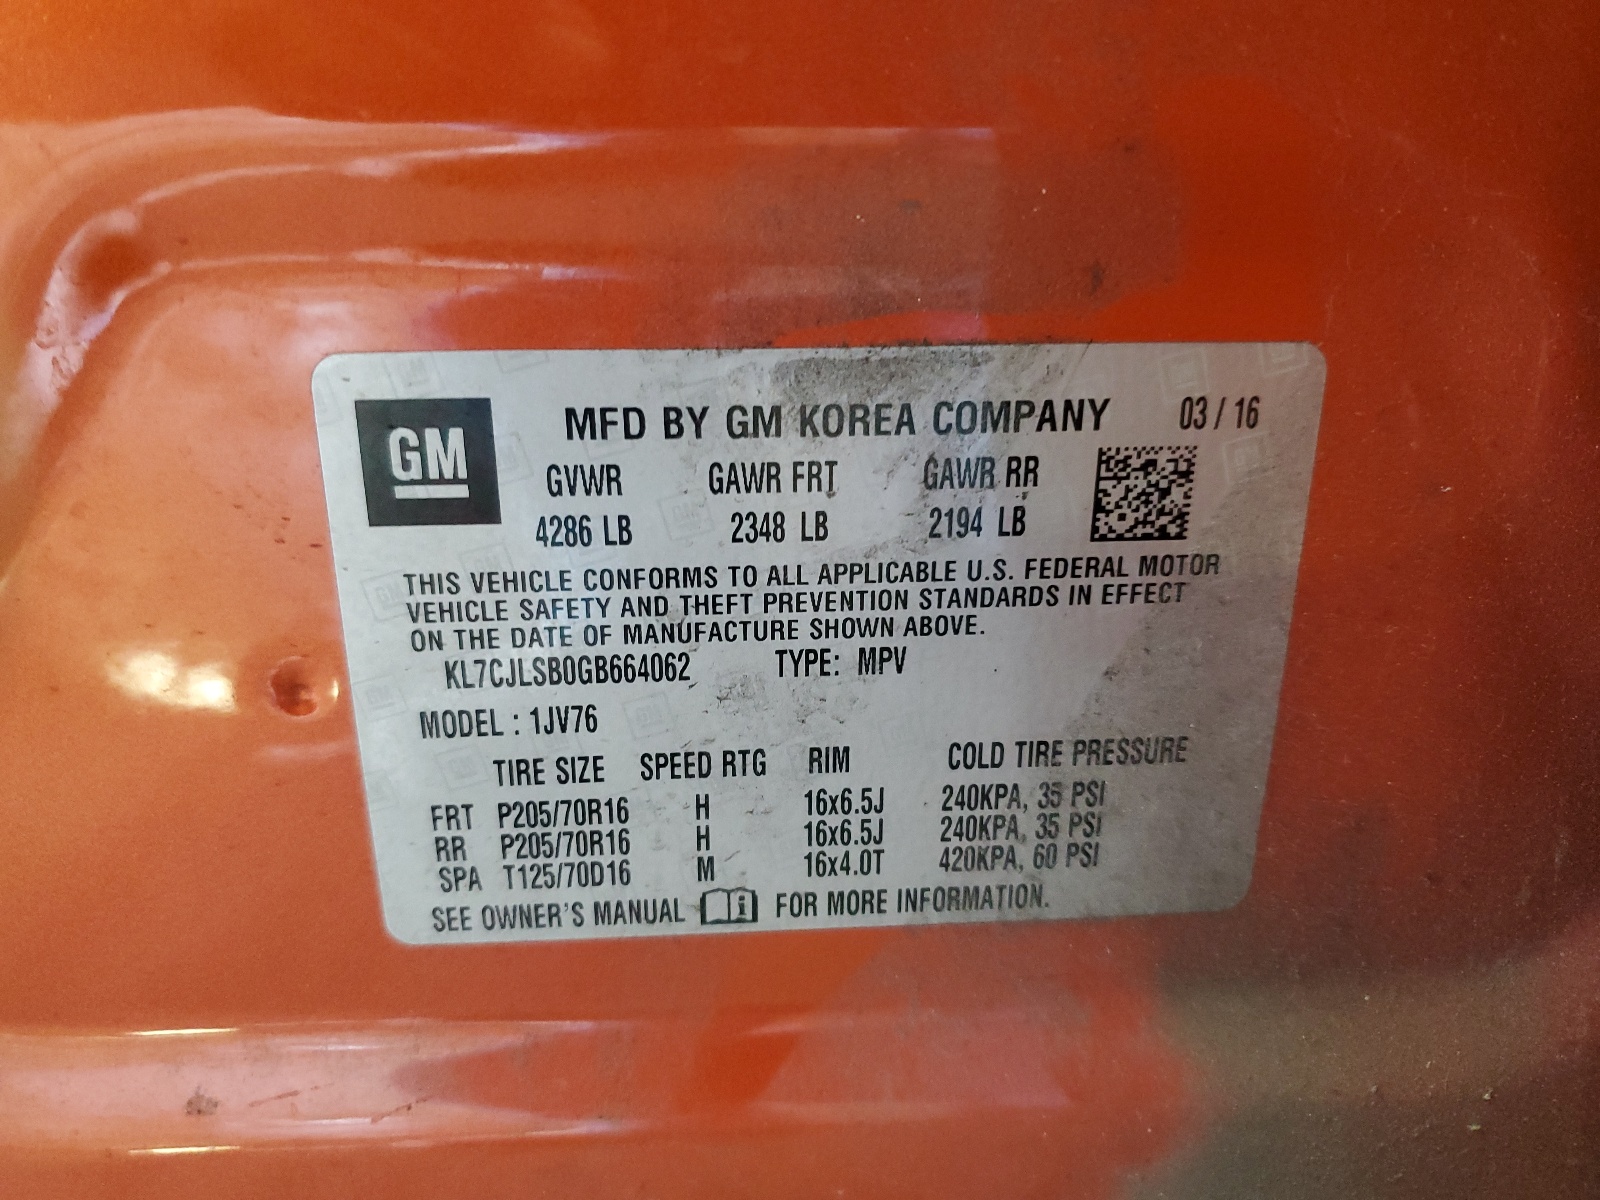 GM MFD BY GM KOREA COMPANY 03 / 16
GVWR GAWR FRT GAWR RR
4286 LB 2348 LB 2194 LB
THIS VEHICLE CONFORMS TO ALL APPLICABLE U.S. FEDERAL MOTOR
VEHICLE SAFETY AND THEFT PREVENTION STANDARDS IN EFFECT
ON THE DATE OF MANUFACTURE SHOWN ABOVE.
KL7CJLSB0GB664062 TYPE: MPV
MODEL : 1JV76
TIRE SIZE SPEED RTG RIM COLD TIRE PRESSURE
FRT P205/70R16 H 16x6.5J 240KPA, 35 PSI
RR P205/70R16 H 16x6.5J 240KPA, 35 PSI
SPA T125/70D16 M 16x4.0T 420KPA, 60 PSI
SEE OWNER'S MANUAL i FOR MORE INFORMATION.